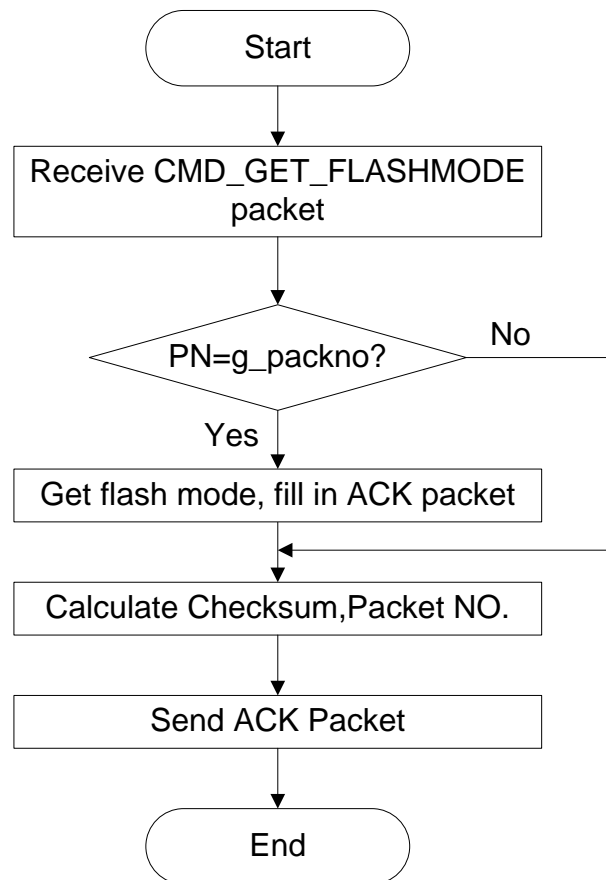 Start
Receive CMD_GET_FLASHMODE
packet
PN=g_packno?
No
Yes
Get flash mode, fill in ACK packet
Calculate Checksum,Packet NO.
Send ACK Packet
End